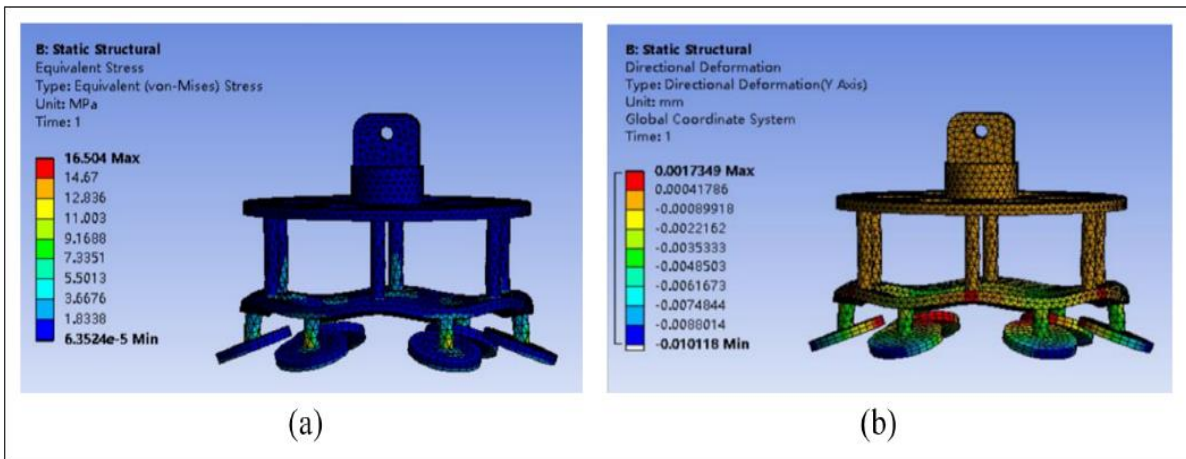 B: Static Structural
Equivalent Stress
Type: Equivalent (von-Mises) Stress
Unit: MPa
Time: 1
16.504 Max
14.67
12.836
11.003
9.1688
7.3351
5.5013
3.6676
1.8338
6.3524e-5 Min
(a)
B: Static Structural
Directional Deformation
Type: Directional Deformation(Y Axis)
Unit: mm
Global Coordinate System
Time: 1
0.0017349 Max
0.00041786
-0.00089918
-0.0022162
-0.0035333
-0.0048503
-0.0061673
-0.0074844
-0.0088014
-0.010118 Min
(b)